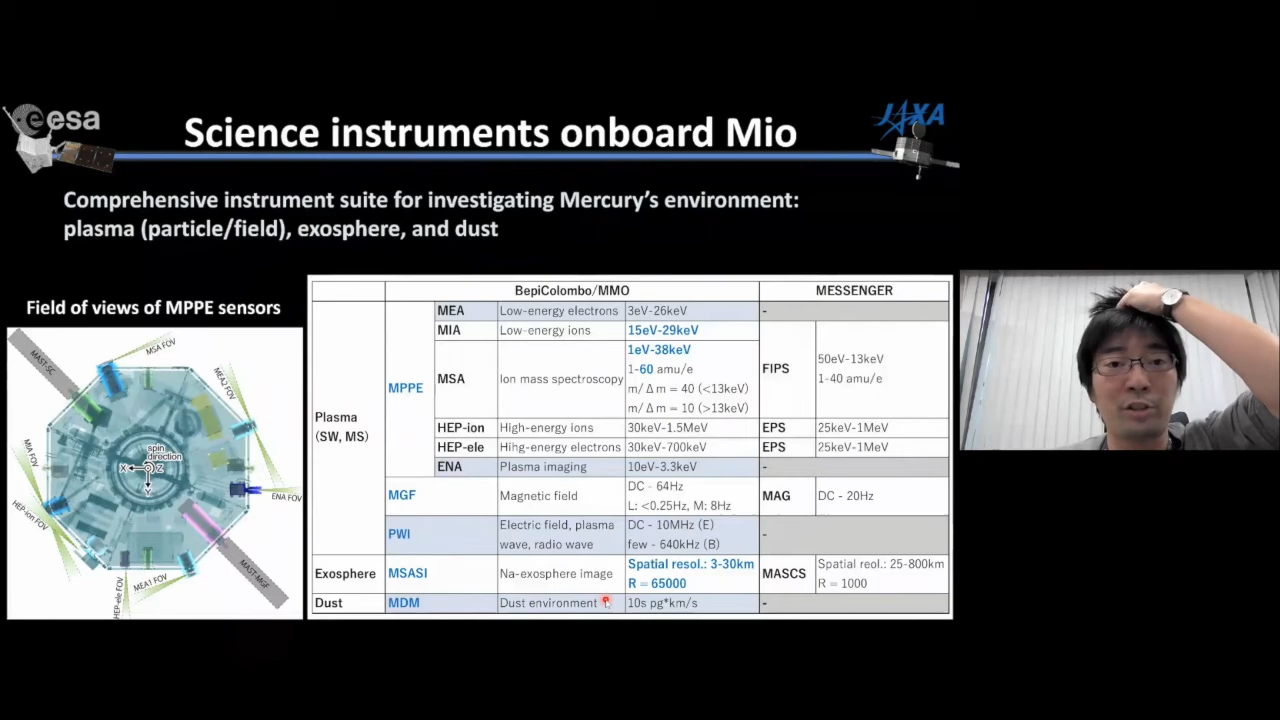 esa
Science instruments onboard Mio
JAXA
Comprehensive instrument suite for investigating Mercury's environment:
plasma (particle/field), exosphere, and dust
Field of views of MPPE sensors
MAST-SC
MSA FOV
MEA2 FOV
MIA FOV
spin
direction
X
Z
Y
HEP-ion FOV
ENA FOV
HEP-ele FOV
MEA1 FOV
MAST-MGF
BepiColombo/MMO MESSENGER
Plasma
(SW, MS)
MPPE
MEA Low-energy electrons 3eV-26keV -
MIA Low-energy ions 15eV-29keV
MSA Ion mass spectroscopy
1eV-38keV
1-60 amu/e
m/Δm = 40 (<13keV)
m/Δm = 10 (>13keV)
FIPS
50eV-13keV
1-40 amu/e
HEP-ion High-energy ions 30keV-1.5MeV EPS 25keV-1MeV
HEP-ele Hihg-energy electrons 30keV-700keV EPS 25keV-1MeV
ENA Plasma imaging 10eV-3.3keV -
MGF Magnetic field
DC - 64Hz
L: <0.25Hz, M: 8Hz
MAG DC - 20Hz
PWI
Electric field, plasma
wave, radio wave
DC - 10MHz (E)
few - 640kHz (B)
-
Exosphere MSASI Na-exosphere image
Spatial resol.: 3-30km
R = 65000
MASCS
Spatial reol.: 25-800km
R = 1000
Dust MDM Dust environment 10s pg*km/s -